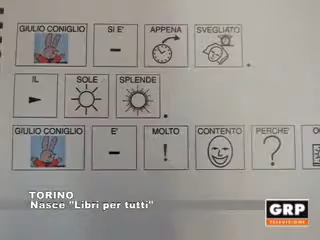 GIULIO CONIGLIO SI E' APPENA SVEGLIATO.
IL SOLE SPLENDE.
GIULIO CONIGLIO E' MOLTO CONTENTO PERCHE'
TORINO
Nasce "Libri per tutti"
GRP
TELEVISIONE